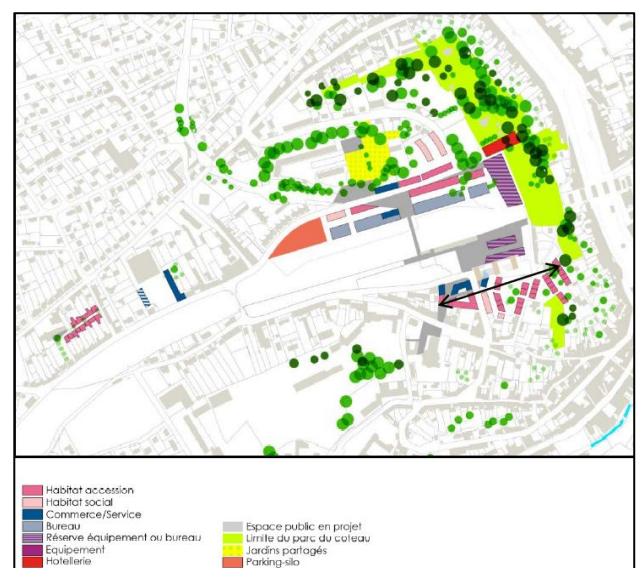 Habitat accession
Habitat social
Commerce/Service
Bureau
Réserve équipement ou bureau
Equipement
Hotellerie
Espace public en projet
Limite du parc du coteau
Jardins partagés
Parking-silo